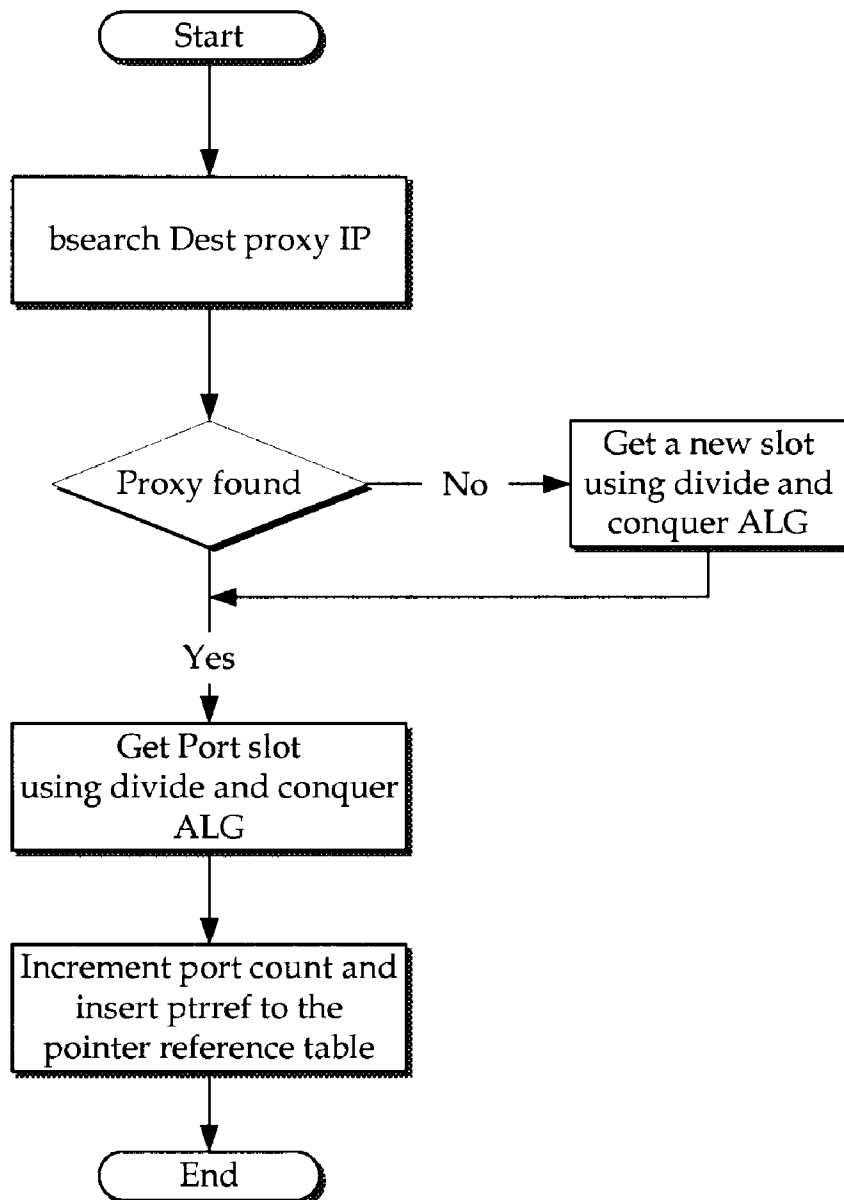 Start
bsearch Dest proxy IP
Proxy found
No
Get a new slot
using divide and
conquer ALG
Yes
Get Port slot
using divide and conquer
ALG
Increment port count and
insert ptrref to the
pointer reference table
End